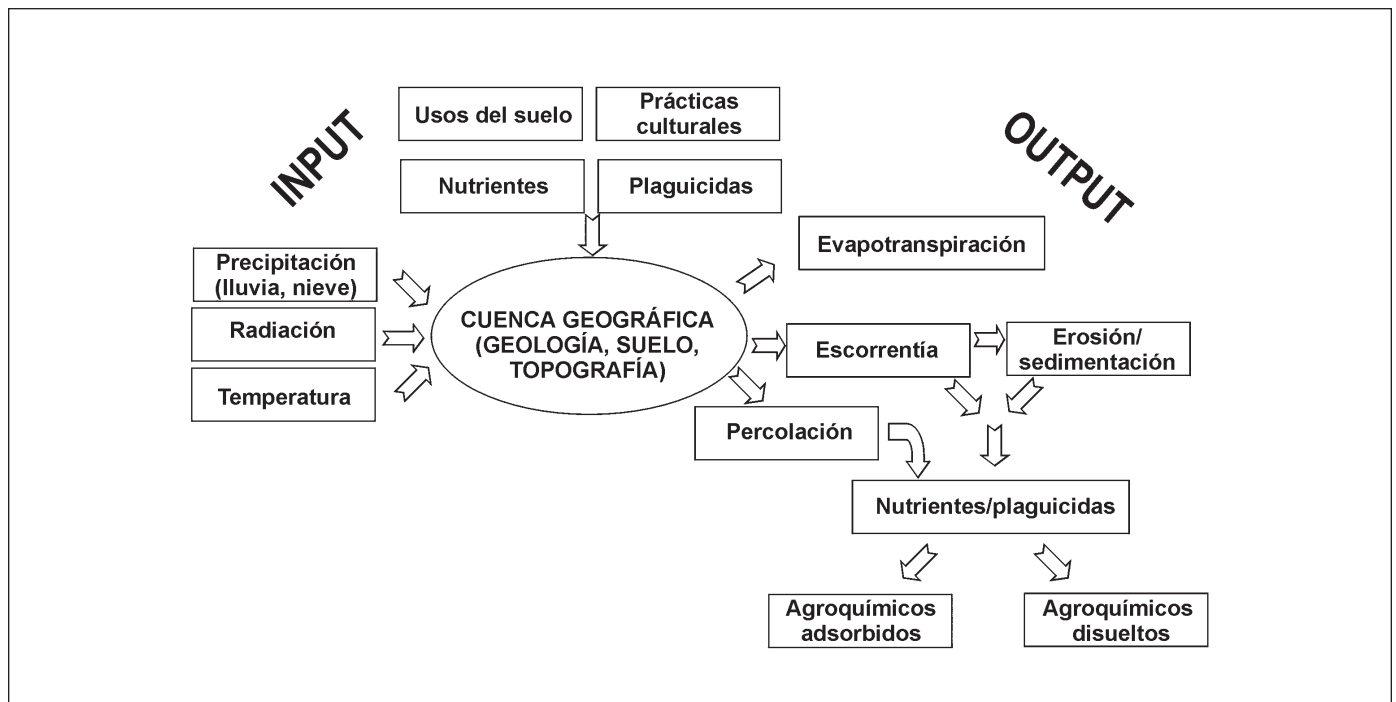 INPUT
Usos del suelo
Prácticas
culturales
Nutrientes
Plaguicidas
OUTPUT
Precipitación
(lluvia, nieve)
Radiación
Temperatura
CUENCA GEOGRÁFICA
(GEOLOGÍA, SUELO,
TOPOGRAFÍA)
Evapotranspiración
Escorrentía
Erosión/
sedimentación
Percolación
Nutrientes/plaguicidas
Agroquímicos
adsorbidos
Agroquímicos
disueltos